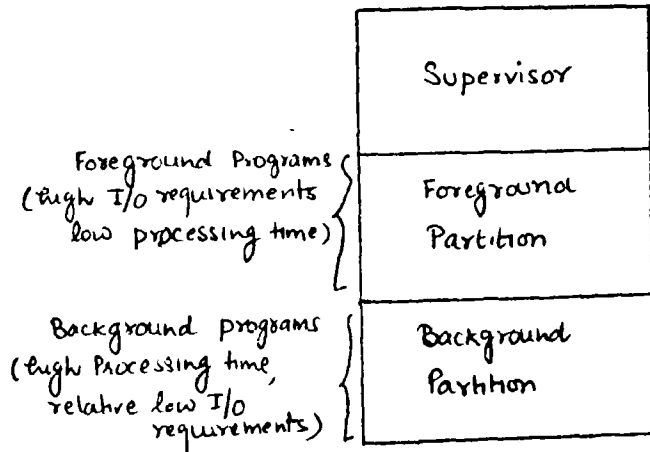 Supervisor
Foreground Programs
(high I/O requirements
low processing time)
Foreground
Partition
Background programs
(high Processing time,
relative low I/O
requirements)
Background
Partition